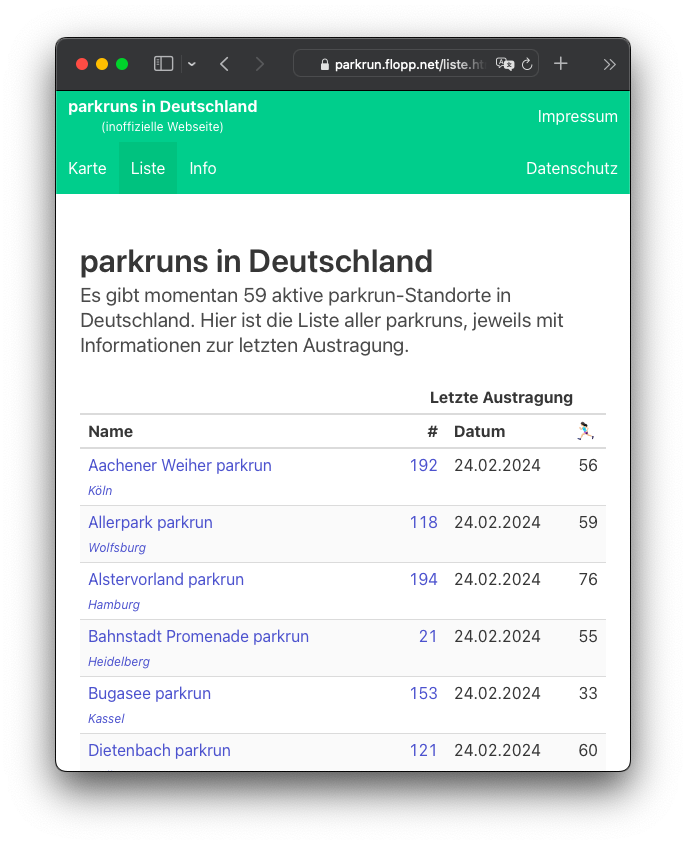 parkrun.flopp.net/liste.ht
parkruns in Deutschland
(inoffizielle Webseite)
Impressum
Karte
Liste
Info
Datenschutz
parkruns in Deutschland
Es gibt momentan 59 aktive parkrun-Standorte in
Deutschland. Hier ist die Liste aller parkruns, jeweils mit
Informationen zur letzten Austragung.
Letzte Austragung
Name # Datum
Aachener Weiher parkrun 192 24.02.2024 56
Köln
Allerpark parkrun 118 24.02.2024 59
Wolfsburg
Alstervorland parkrun 194 24.02.2024 76
Hamburg
Bahnstadt Promenade parkrun 21 24.02.2024 55
Heidelberg
Bugasee parkrun 153 24.02.2024 33
Kassel
Dietenbach parkrun 121 24.02.2024 60